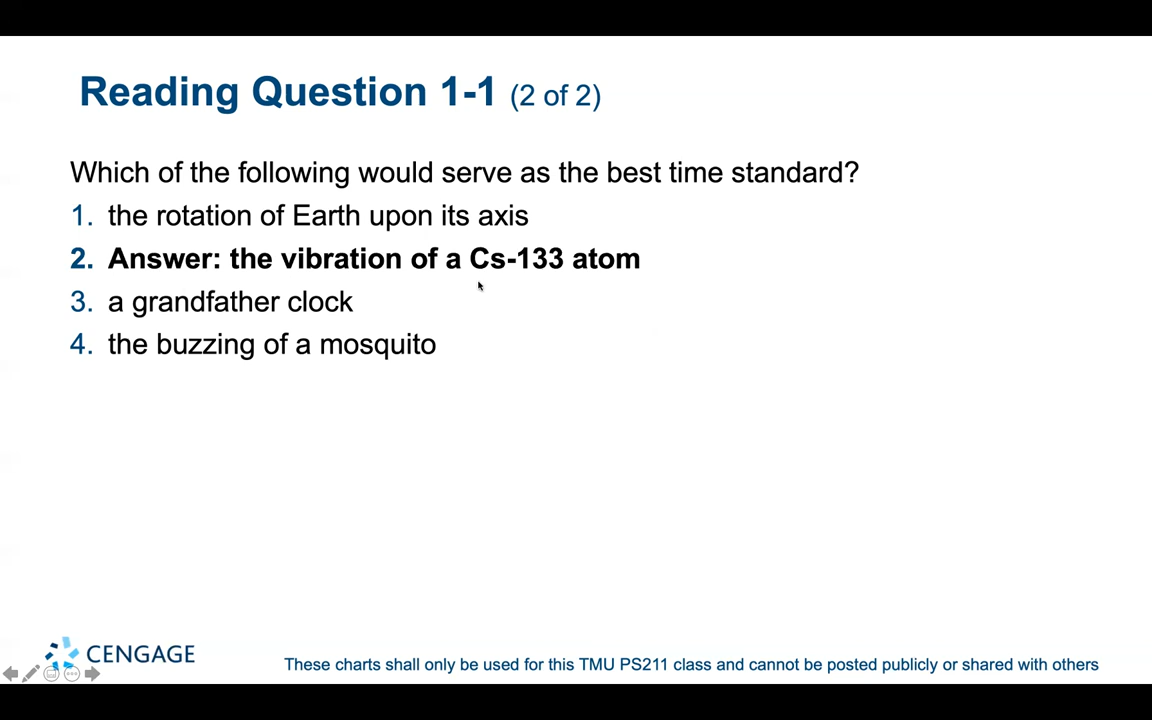 Reading Question 1-1 (2 of 2)
Which of the following would serve as the best time standard?
1. the rotation of Earth upon its axis
2. Answer: the vibration of a Cs-133 atom
3. a grandfather clock
4. the buzzing of a mosquito
CENGAGE
These charts shall only be used for this TMU PS211 class and cannot be posted publicly or shared with others